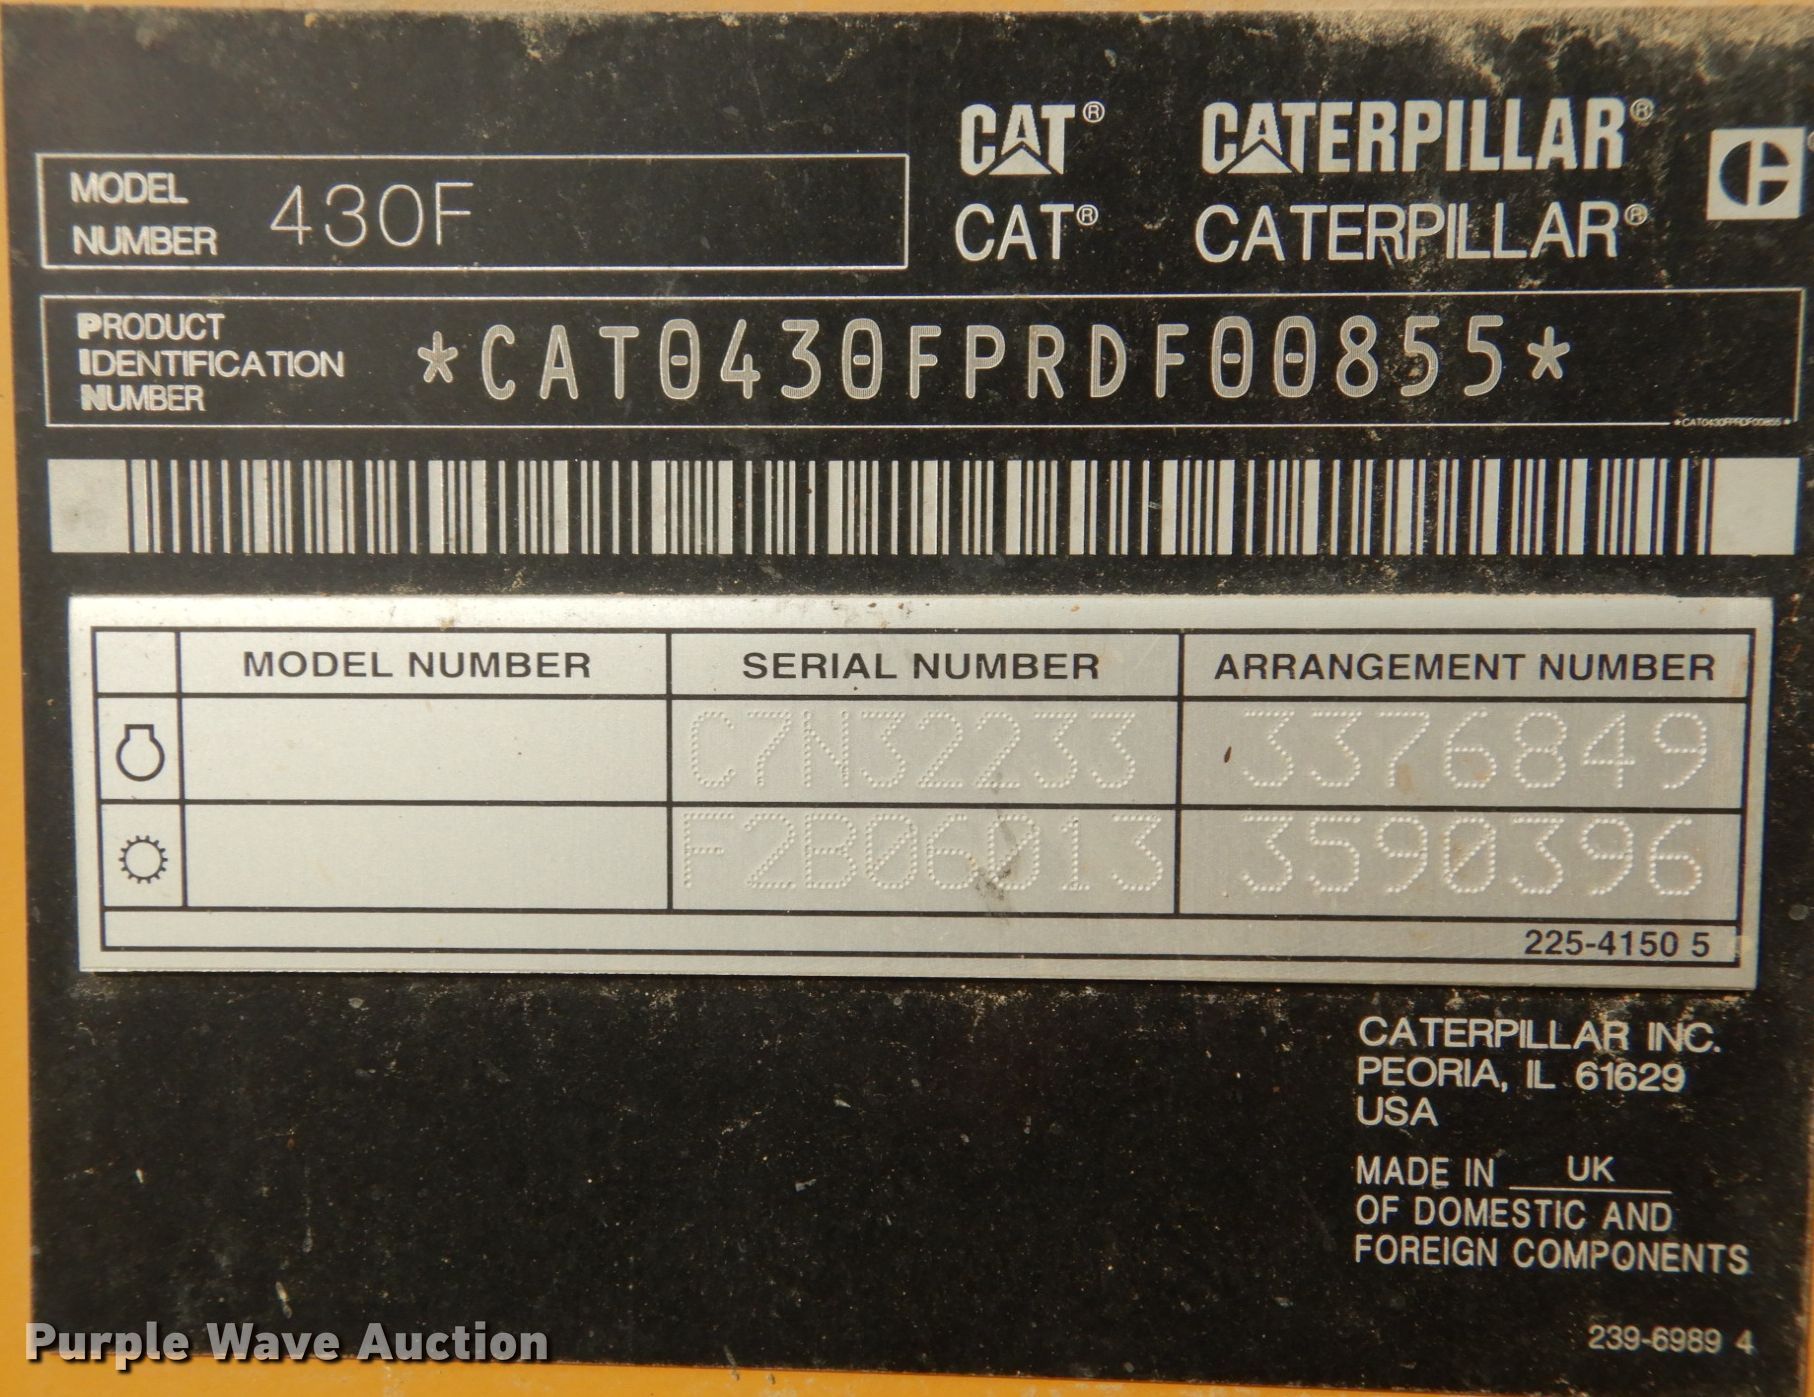 CAT® CATERPILLAR®
CAT® CATERPILLAR®
MODEL
NUMBER 430F
PRODUCT
IDENTIFICATION
NUMBER
*CAT0430FPRDF00855*
*CAT0430FPRDF00855*
MODEL NUMBER SERIAL NUMBER ARRANGEMENT NUMBER
C7N32233 3376849
F2B06013 3590396
225-4150 5
CATERPILLAR INC.
PEORIA, IL 61629
USA
MADE IN UK
OF DOMESTIC AND
FOREIGN COMPONENTS
239-6989 4
Purple Wave Auction